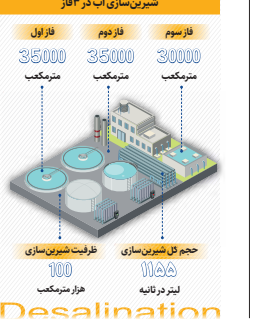 شیرین‌سازی آب در ۳ فاز
فاز سوم
فاز دوم
فاز اول
30000
35000
35000
مترمکعب
مترمکعب
مترمکعب
حجم کل شیرین‌سازی
ظرفیت شیرین‌سازی
۱۱۵۵
100
لیتر در ثانیه
هزار مترمکعب
Desalination